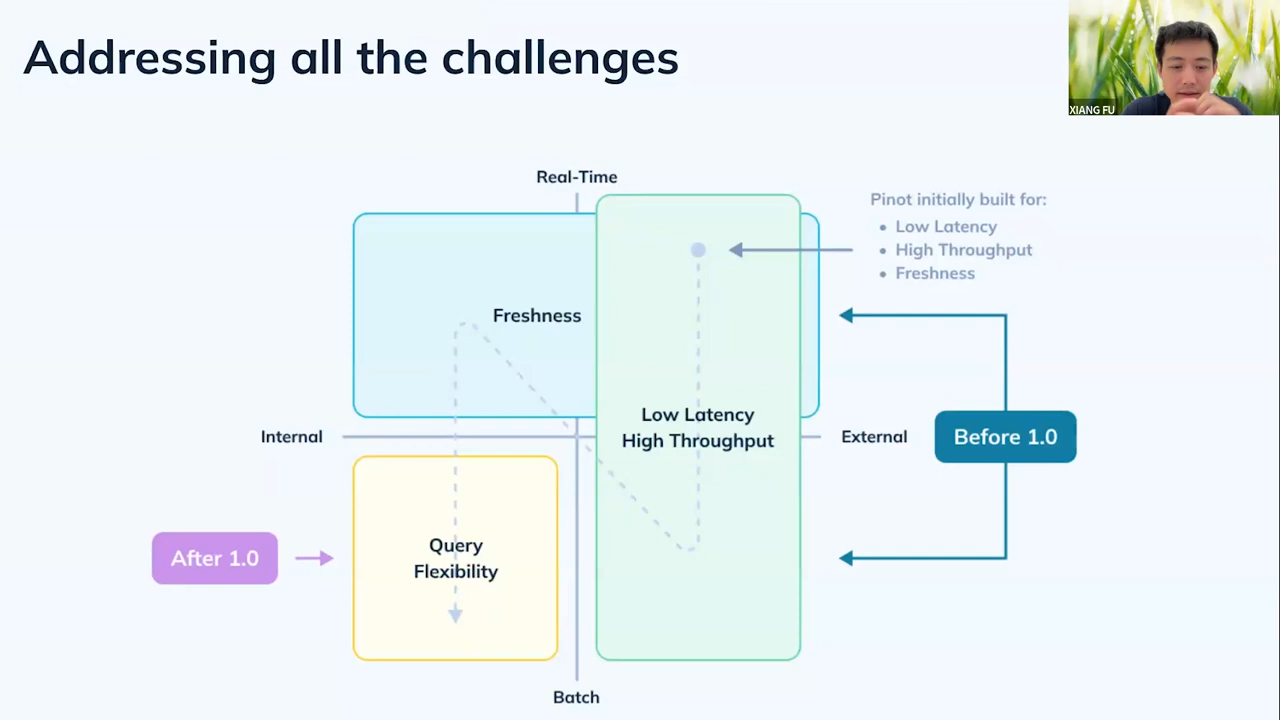 Addressing all the challenges
XIANG FU
Real-Time
Pinot initially built for:
• Low Latency
• High Throughput
• Freshness
Freshness
Low Latency
High Throughput
Internal
External
Before 1.0
After 1.0
Query
Flexibility
Batch